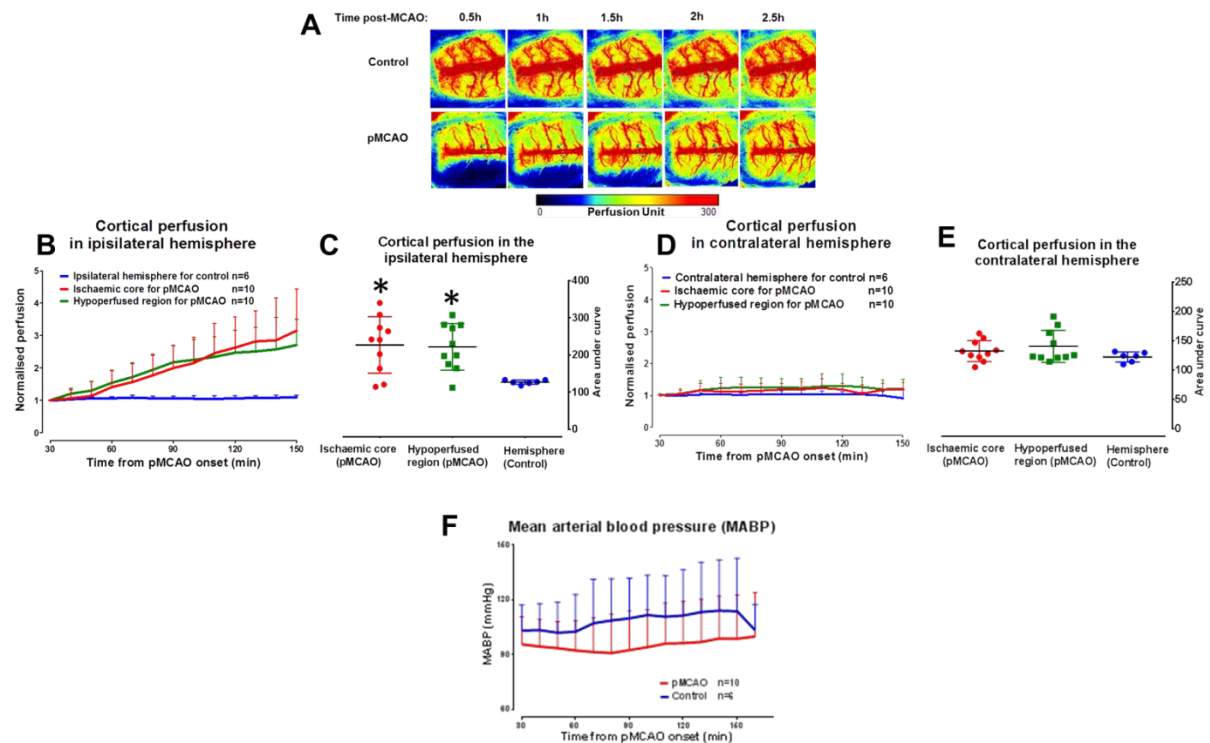 A
Time post-MCAO: 0.5h 1h 1.5h 2h 2.5h
Control
pMCAO
0 Perfusion Unit 300
B
Cortical perfusion
in ipisilateral hemisphere
Normalised perfusion
5
4
3
2
1
0
Ipsilateral hemisphere for control n=6
Ischaemic core for pMCAO n=10
Hypoperfused region for pMCAO n=10
30 60 90 120 150
Time from pMCAO onset (min)
C
Cortical perfusion in the
ipsilateral hemisphere
* *
400
300
200
100
0
Area under curve
Ischaemic core
(pMCAO)
Hypoperfused
region (pMCAO)
Hemisphere
(Control)
D
Cortical perfusion
in contralateral hemisphere
Normalised perfusion
5
4
3
2
1
0
Contralateral hemisphere for control n=6
Ischaemic core for pMCAO n=10
Hypoperfused region for pMCAO n=10
30 60 90 120 150
Time from pMCAO onset (min)
E
Cortical perfusion in the
contralateral hemisphere
250
200
150
100
50
0
Area under curve
Ischaemic core
(pMCAO)
Hypoperfused
region (pMCAO)
Hemisphere
(Control)
F
Mean arterial blood pressure (MABP)
MABP (mmHg)
160
120
90
60
pMCAO n=10
Control n=6
30 60 90 120 160
Time from pMCAO onset (min)